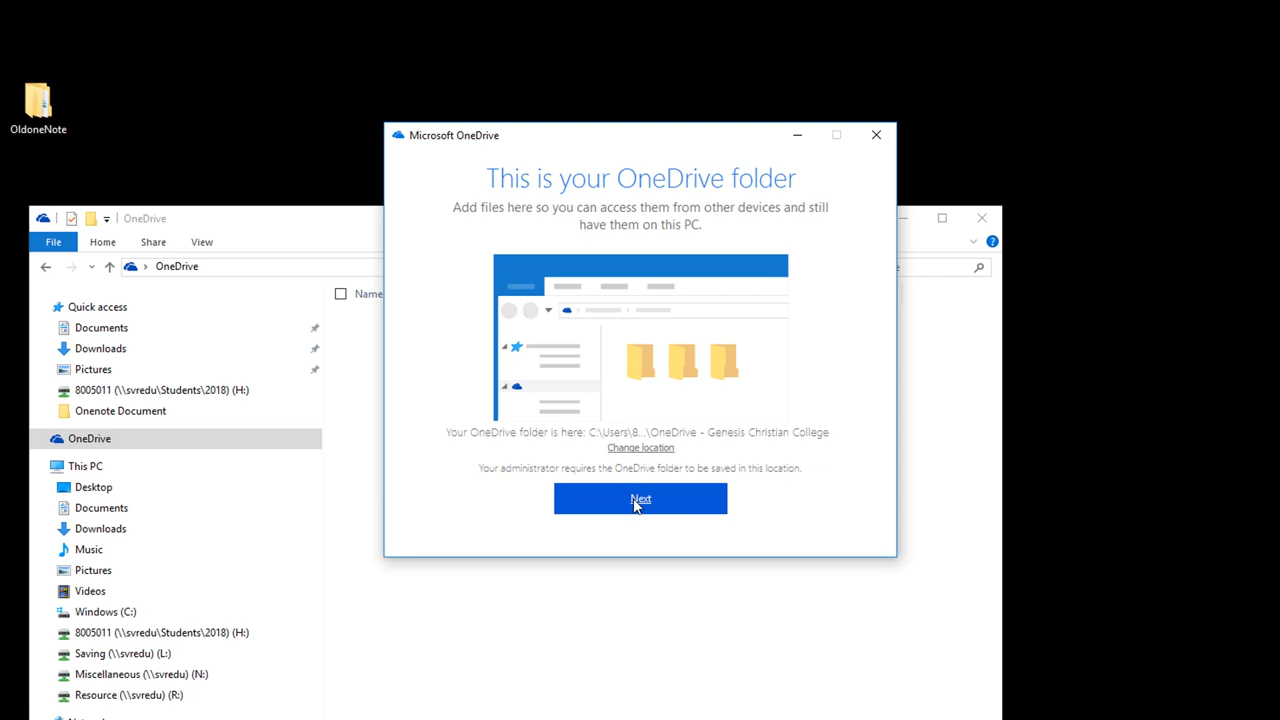 OldoneNote
Microsoft OneDrive
This is your OneDrive folder
Add files here so you can access them from other devices and still
have them on this PC.
Your OneDrive folder is here: C:\Users\8...\OneDrive - Genesis Christian College
Change location
Your administrator requires the OneDrive folder to be saved in this location.
Next
OneDrive
File Home Share View
OneDrive
Name
Quick access
Documents
Downloads
Pictures
8005011 (\\svredu\Students\2018) (H:)
Onenote Document
OneDrive
This PC
Desktop
Documents
Downloads
Music
Pictures
Videos
Windows (C:)
8005011 (\\svredu\Students\2018) (H:)
Saving (\\svredu) (L:)
Miscellaneous (\\svredu) (N:)
Resource (\\svredu) (R:)